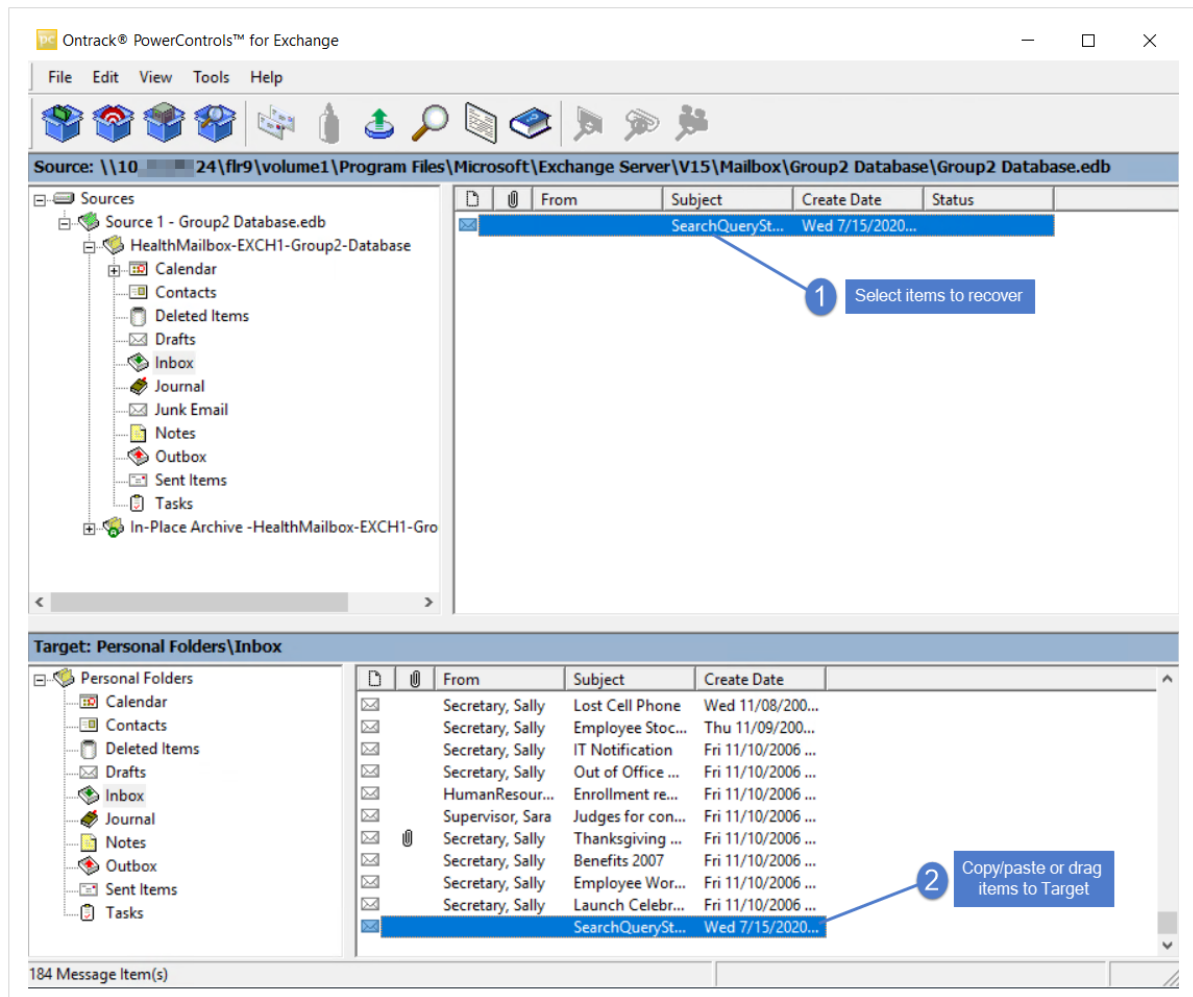 Ontrack® PowerControls™ for Exchange
File Edit View Tools Help
Source: \\10 24\flr9\volume1\Program Files\Microsoft\Exchange Server\V15\Mailbox\Group2 Database\Group2 Database.edb
Sources
Source 1 - Group2 Database.edb
HealthMailbox-EXCH1-Group2-Database
Calendar
Contacts
Deleted Items
Drafts
Inbox
Journal
Junk Email
Notes
Outbox
Sent Items
Tasks
In-Place Archive -HealthMailbox-EXCH1-Gro
From Subject Create Date Status
SearchQuerySt... Wed 7/15/2020...
1 Select items to recover
Target: Personal Folders\Inbox
Personal Folders
Calendar
Contacts
Deleted Items
Drafts
Inbox
Journal
Notes
Outbox
Sent Items
Tasks
From Subject Create Date
Secretary, Sally Lost Cell Phone Wed 11/08/200...
Secretary, Sally Employee Stoc... Thu 11/09/200...
Secretary, Sally IT Notification Fri 11/10/2006 ...
Secretary, Sally Out of Office ... Fri 11/10/2006 ...
HumanResour... Enrollment re... Fri 11/10/2006 ...
Supervisor, Sara Judges for con... Fri 11/10/2006 ...
Secretary, Sally Thanksgiving ... Fri 11/10/2006 ...
Secretary, Sally Benefits 2007 Fri 11/10/2006 ...
Secretary, Sally Employee Wor... Fri 11/10/2006 ...
Secretary, Sally Launch Celebr... Fri 11/10/2006 ...
SearchQuerySt... Wed 7/15/2020...
2 Copy/paste or drag
items to Target
184 Message Item(s)